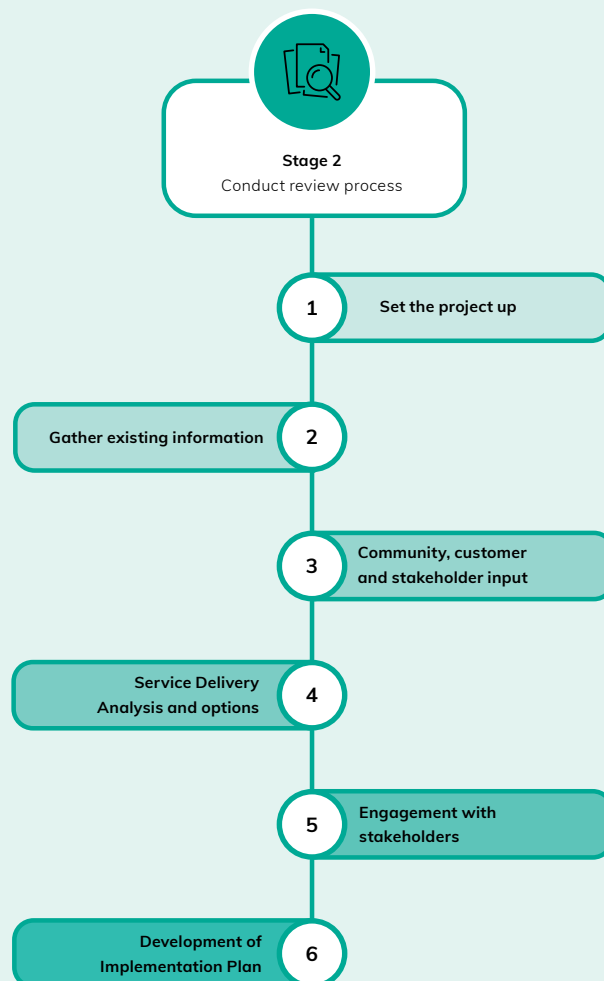 Stage 2
Conduct review process
1
Set the project up
Gather existing information
2
3
Community, customer
and stakeholder input
Service Delivery
Analysis and options
4
5
Engagement with
stakeholders
Development of
Implementation Plan
6